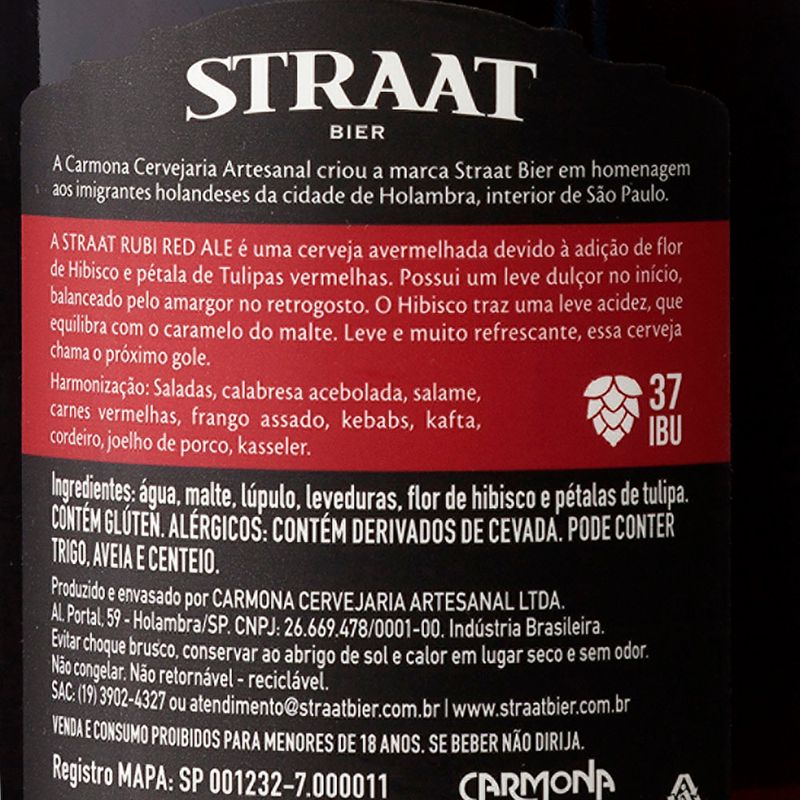 STRAAT
BIER
A Carmona Cervejaria Artesanal criou a marca Straat Bier em homenagem
aos imigrantes holandeses da cidade de Holambra, interior de São Paulo.
A STRAAT RUBI RED ALE é uma cerveja avermelhada devido à adição de flor
de Hibisco e pétala de Tulipas vermelhas. Possui um leve dulçor no início,
balanceado pelo amargor no retrogosto. O Hibisco traz uma leve acidez, que
equilibra com o caramelo do malte. Leve e muito refrescante, essa cerveja
chama o próximo gole.
Harmonização: Saladas, calabresa acebolada, salame,
carnes vermelhas, frango assado, kebabs, kafta,
cordeiro, joelho de porco, kasseler.
37
IBU
Ingredientes: água, malte, lúpulo, leveduras, flor de hibisco e pétalas de tulipa.
CONTÉM GLÚTEN. ALÉRGICOS: CONTÉM DERIVADOS DE CEVADA. PODE CONTER
TRIGO, AVEIA E CENTEIO.
Produzido e envasado por CARMONA CERVEJARIA ARTESANAL LTDA.
Al. Portal, 59 - Holambra/SP. CNPJ: 26.669.478/0001-00. Indústria Brasileira.
Evitar choque brusco, conservar ao abrigo de sol e calor em lugar seco e sem odor.
Não congelar. Não retornável - reciclável.
SAC: (19) 3902-4327 ou atendimento@straatbier.com.br | www.straatbier.com.br
VENDA E CONSUMO PROIBIDOS PARA MENORES DE 18 ANOS. SE BEBER NÃO DIRIJA.
Registro MAPA: SP 001232-7.000011
CARMONA